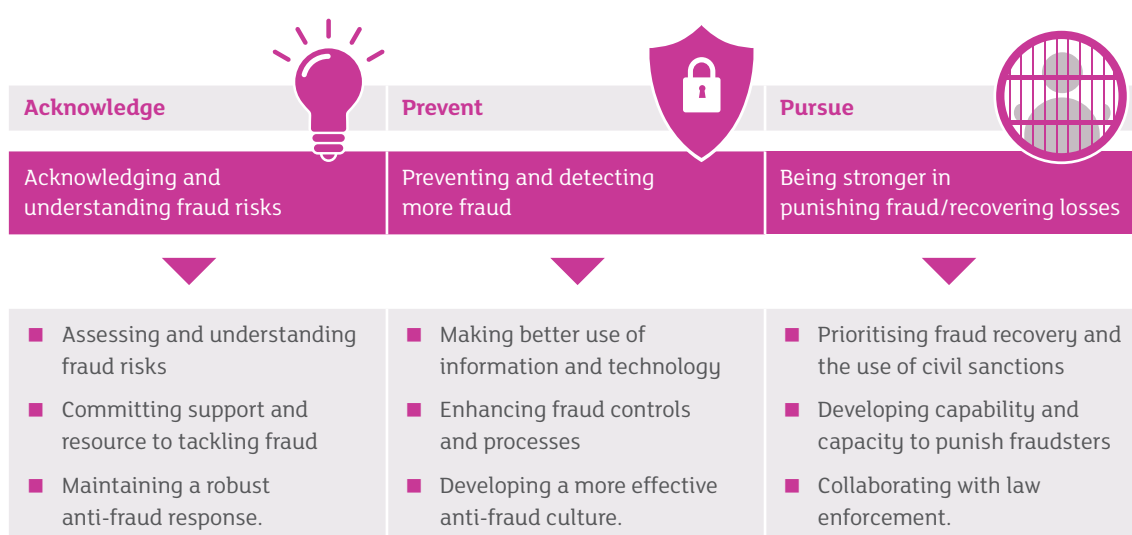 Acknowledge
Acknowledging and
understanding fraud risks
■ Assessing and understanding
fraud risks
■ Committing support and
resource to tackling fraud
■ Maintaining a robust
anti-fraud response.
Prevent
Preventing and detecting
more fraud
■ Making better use of
information and technology
■ Enhancing fraud controls
and processes
■ Developing a more effective
anti-fraud culture.
Pursue
Being stronger in
punishing fraud/recovering losses
■ Prioritising fraud recovery and
the use of civil sanctions
■ Developing capability and
capacity to punish fraudsters
■ Collaborating with law
enforcement.